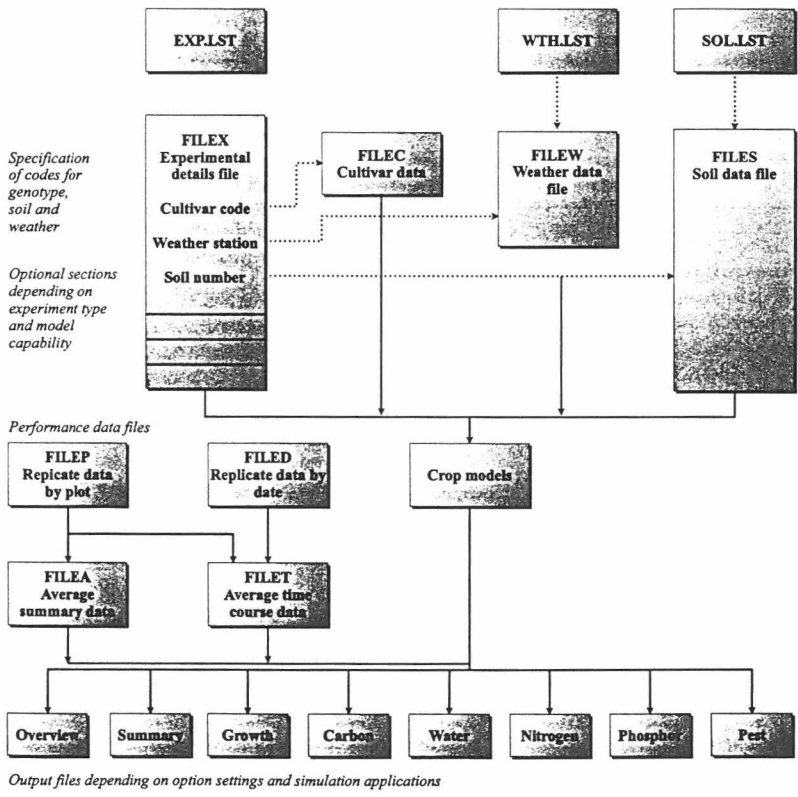 EXP.LST
WTH.LST
SOL.LST
Specification
of codes for
genotype,
soil and
weather
Optional sections
depending on
experiment type
and model
capability
FILEX
Experimental
details file
Cultivar code
Weather station
Soil number
FILEC
Cultivar data
FILEW
Weather data
file
FILES
Soil data file
Performance data files
FILEP
Repicate data
by plot
FILED
Replicate data by
date
Crop models
FILEA
Average
summary data
FILET
Average time
course data
Overview
Summary
Growth
Carbon
Water
Nitrogen
Phosphor
Pest
Output files depending on option settings and simulation applications